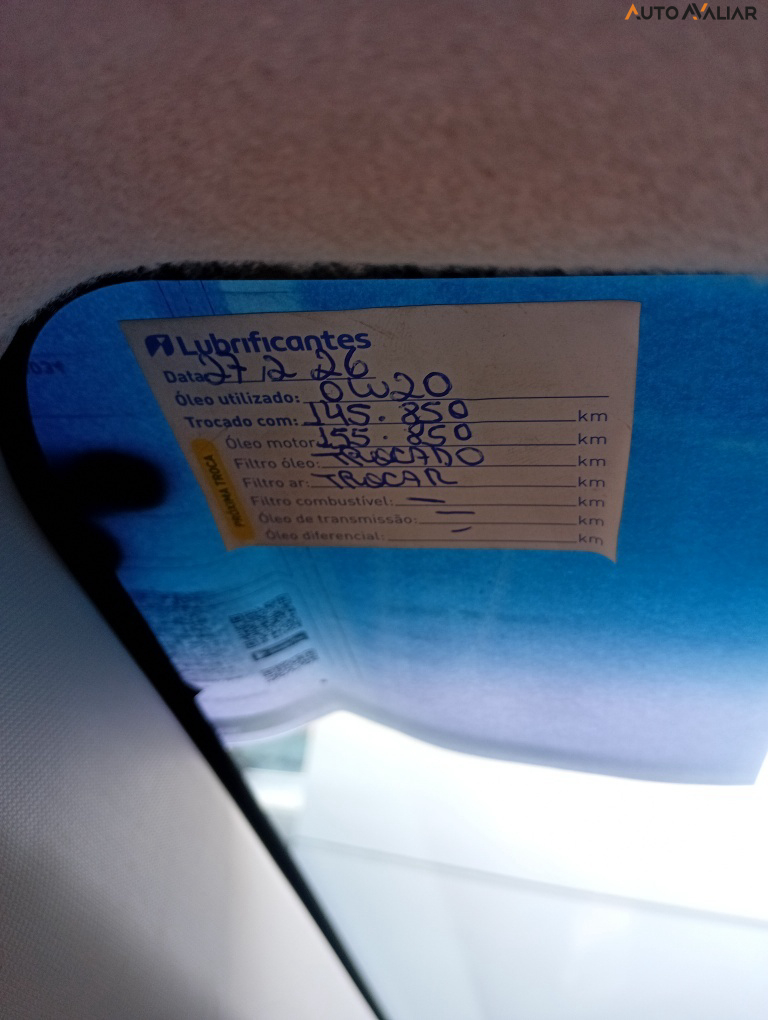 AUTO AVALIAR
Lubrificantes
Data: 27/2 26
Óleo utilizado: 0W20
Trocado com: 145.850 km
PRÓXIMA TROCA
Óleo motor: 155.850 km
Filtro óleo: TROCADO km
Filtro ar: TROCAR km
Filtro combustível: — km
Óleo de transmissão: — km
Óleo diferencial: — km